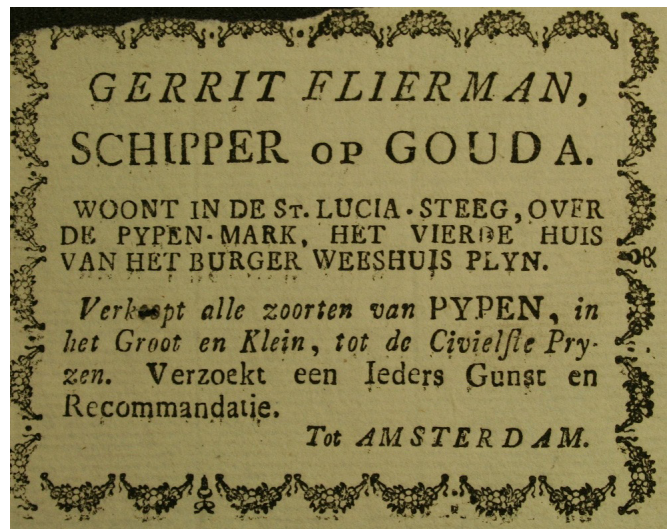 GERRIT FLIERMAN,
SCHIPPER OP GOUDA.
WOONT IN DE ST. LUCIA-STEEG, OVER
DE PYPEN-MARK, HET VIERDE HUIS
VAN HET BURGER WEESHUIS PLYN.
Verkoopt alle zoorten van PYPEN, in
het Groot en Klein, tot de Civielſte Pry-
zen. Verzoekt een Ieders Gunst en
Recommandatie.
Tot AMSTERDAM.